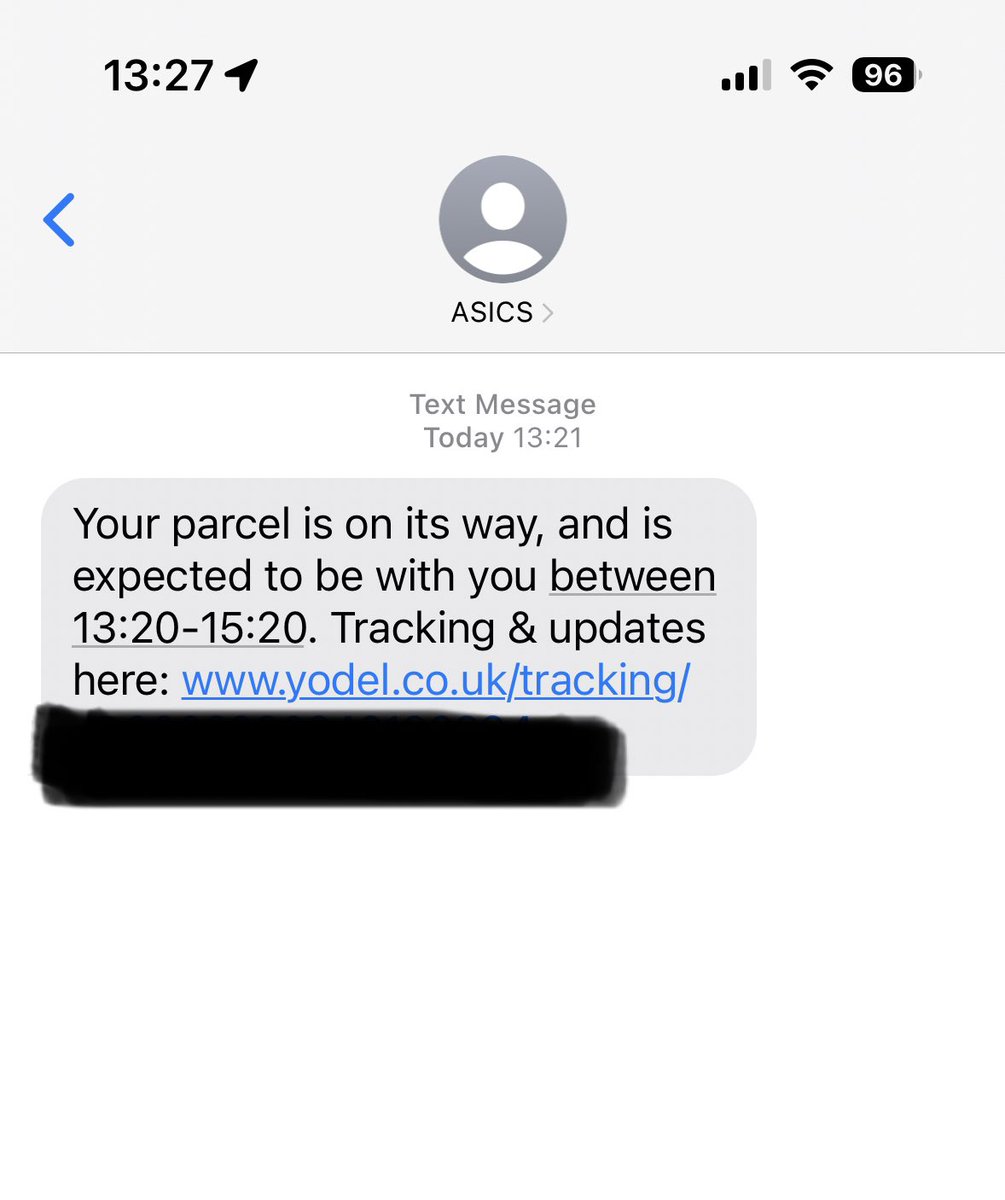 13:27
96
ASICS
Text Message
Today 13:21
Your parcel is on its way, and is
expected to be with you between
13:20-15:20. Tracking & updates
here: www.yodel.co.uk/tracking/